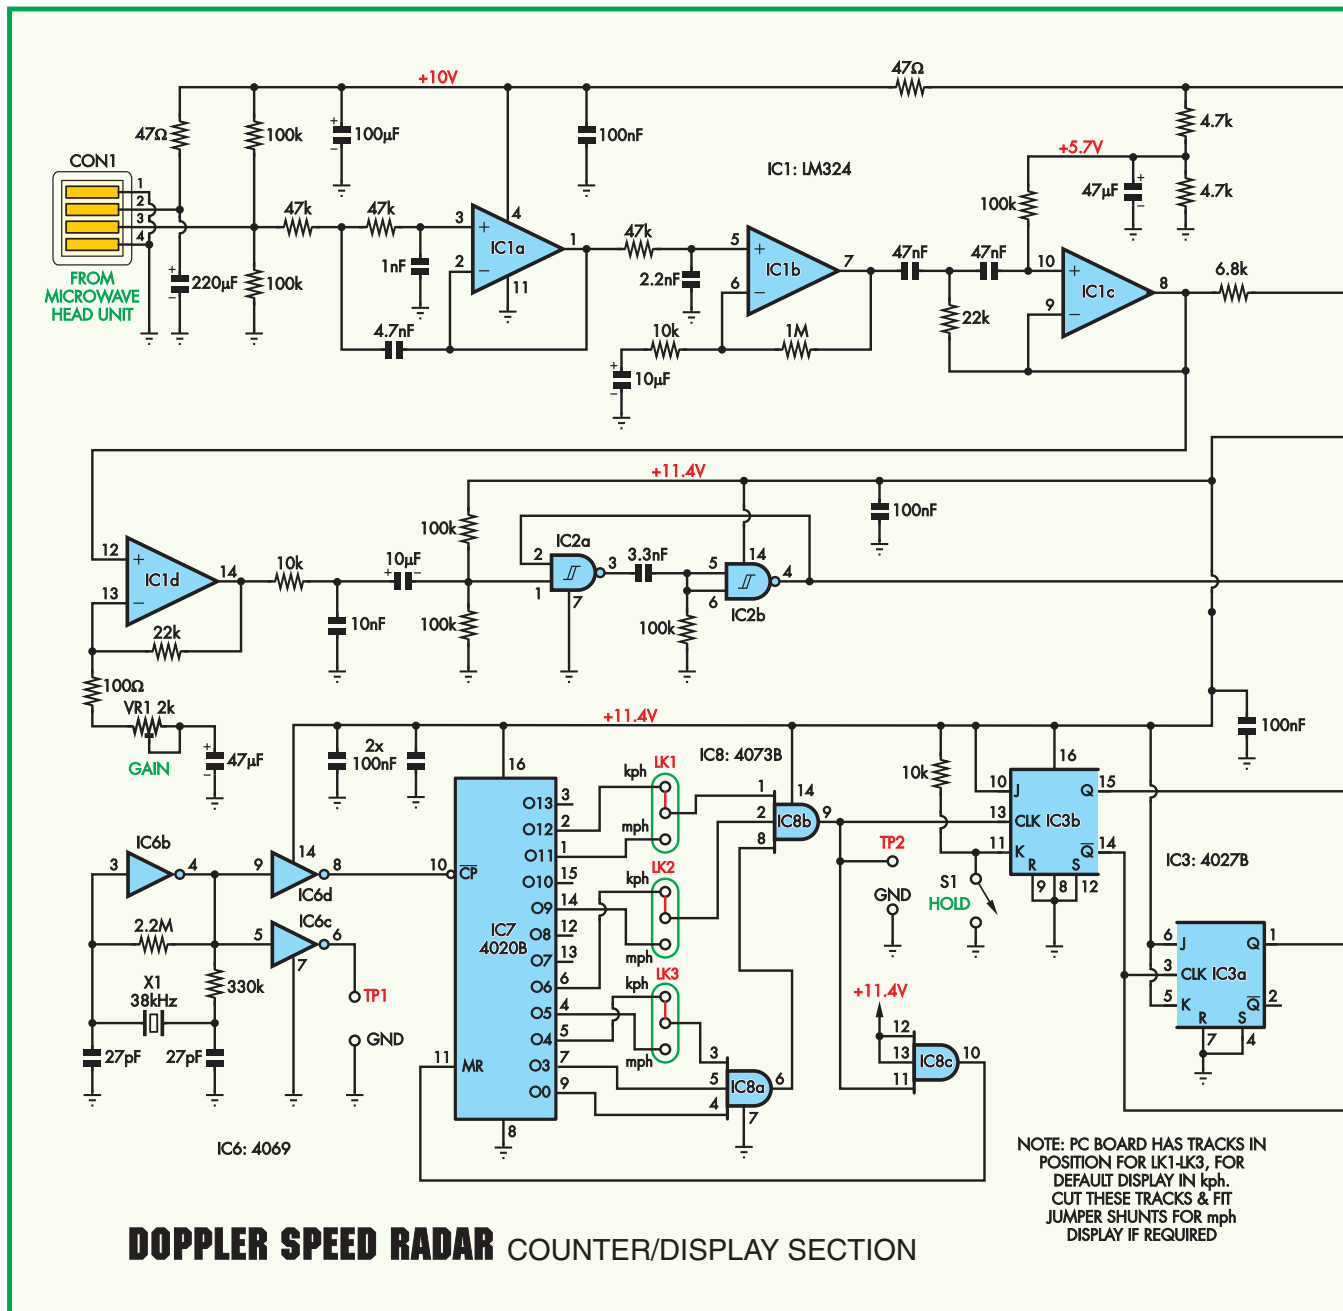 +10V
47Ω
47Ω
100k
100µF
100nF
4.7k
CON1
IC1: LM324
+5.7V
1
2
3
4
47µF
4.7k
100k
47k
47k
3
4
IC1a
1
2
11
1nF
47k
5
IC1b
7
6
2.2nF
47nF
47nF
10
IC1c
8
9
6.8k
FROM
MICROWAVE
HEAD UNIT
220µF
100k
4.7nF
10k
1M
22k
10µF
+11.4V
100nF
100k
IC2a
12
IC1d
14
13
10k
10µF
2
3
1
7
3.3nF
14
5
4
6
IC2b
10nF
100k
100k
22k
100Ω
VR1 2k
GAIN
47µF
+11.4V
100nF
2x
100nF
16
kph
LK1
IC8: 4073B
10k
16
O13 3
O12 2
mph
O11 1
O10 15
O9 14
O8 12
O7 13
O6 6
O5 4
O4 5
O3 7
O0 9
1
14
2
IC8b
9
8
10 J
Q 15
13 CLK IC3b
11 K
Q 14
R
S
9
8
12
IC3: 4027B
IC6b
3
4
9
14
8
IC6d
10
CP
IC7
4020B
kph
LK2
mph
TP2
GND
S1
HOLD
2.2M
IC6c
5
6
7
X1
38kHz
330k
TP1
GND
27pF
27pF
11
MR
8
kph
LK3
mph
+11.4V
12
13
IC8c
10
11
3
5
IC8a
6
4
7
6 J
Q 1
3 CLK IC3a
5 K
Q 2
R
S
7
4
IC6: 4069
NOTE: PC BOARD HAS TRACKS IN
POSITION FOR LK1-LK3, FOR
DEFAULT DISPLAY IN kph.
CUT THESE TRACKS & FIT
JUMPER SHUNTS FOR mph
DISPLAY IF REQUIRED
DOPPLER SPEED RADAR COUNTER/DISPLAY SECTION